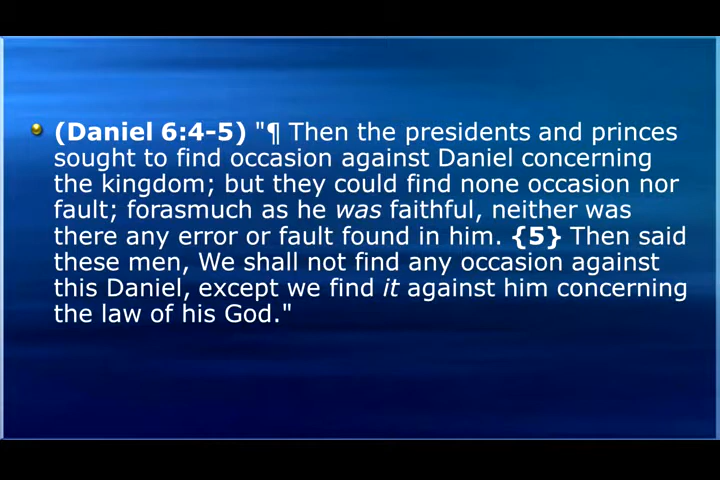 (Daniel 6:4-5) "¶ Then the presidents and princes
sought to find occasion against Daniel concerning
the kingdom; but they could find none occasion nor
fault; forasmuch as he was faithful, neither was
there any error or fault found in him. {5} Then said
these men, We shall not find any occasion against
this Daniel, except we find it against him concerning
the law of his God."